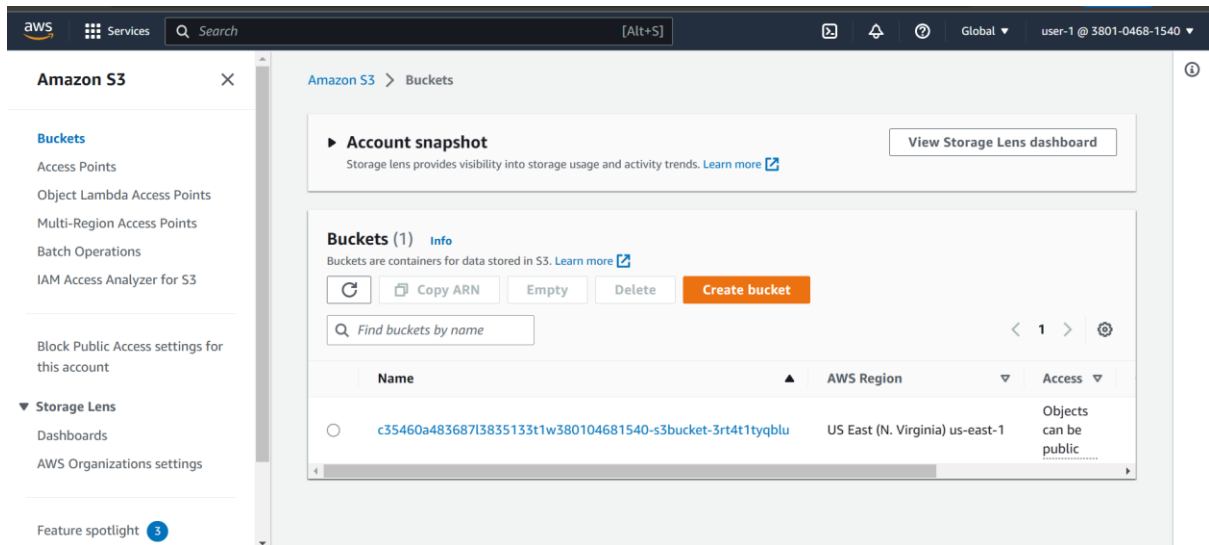 aws
Services
Search
[Alt+S]
Global
user-1 @ 3801-0468-1540
Amazon S3
Buckets
Access Points
Object Lambda Access Points
Multi-Region Access Points
Batch Operations
IAM Access Analyzer for S3
Block Public Access settings for
this account
Storage Lens
Dashboards
AWS Organizations settings
Feature spotlight 3
Amazon S3 > Buckets
Account snapshot
View Storage Lens dashboard
Storage lens provides visibility into storage usage and activity trends. Learn more
Buckets (1) Info
Buckets are containers for data stored in S3. Learn more
Copy ARN
Empty
Delete
Create bucket
Find buckets by name
1
Name
AWS Region
Access
c35460a483687l3835133t1w380104681540-s3bucket-3rt4t1tyqblu
US East (N. Virginia) us-east-1
Objects
can be
public